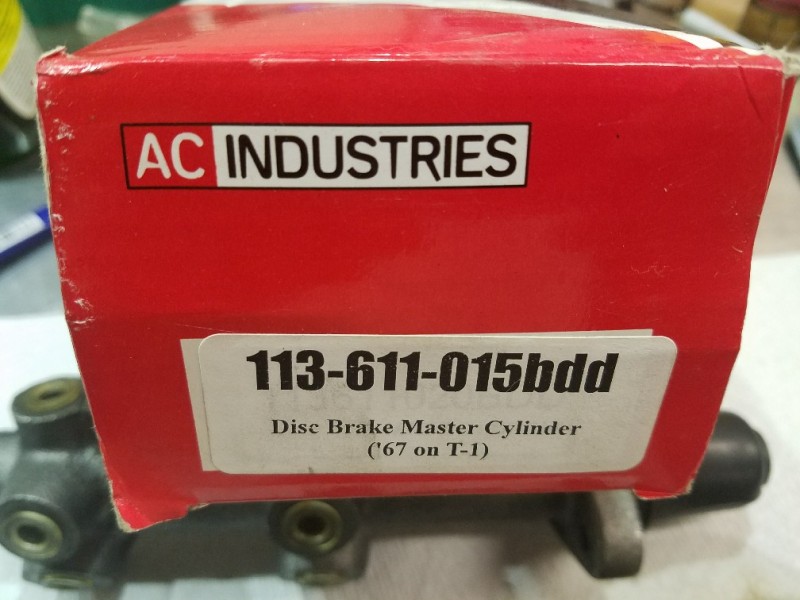 AC INDUSTRIES
113-611-015bdd
Disc Brake Master Cylinder
('67 on T-1)